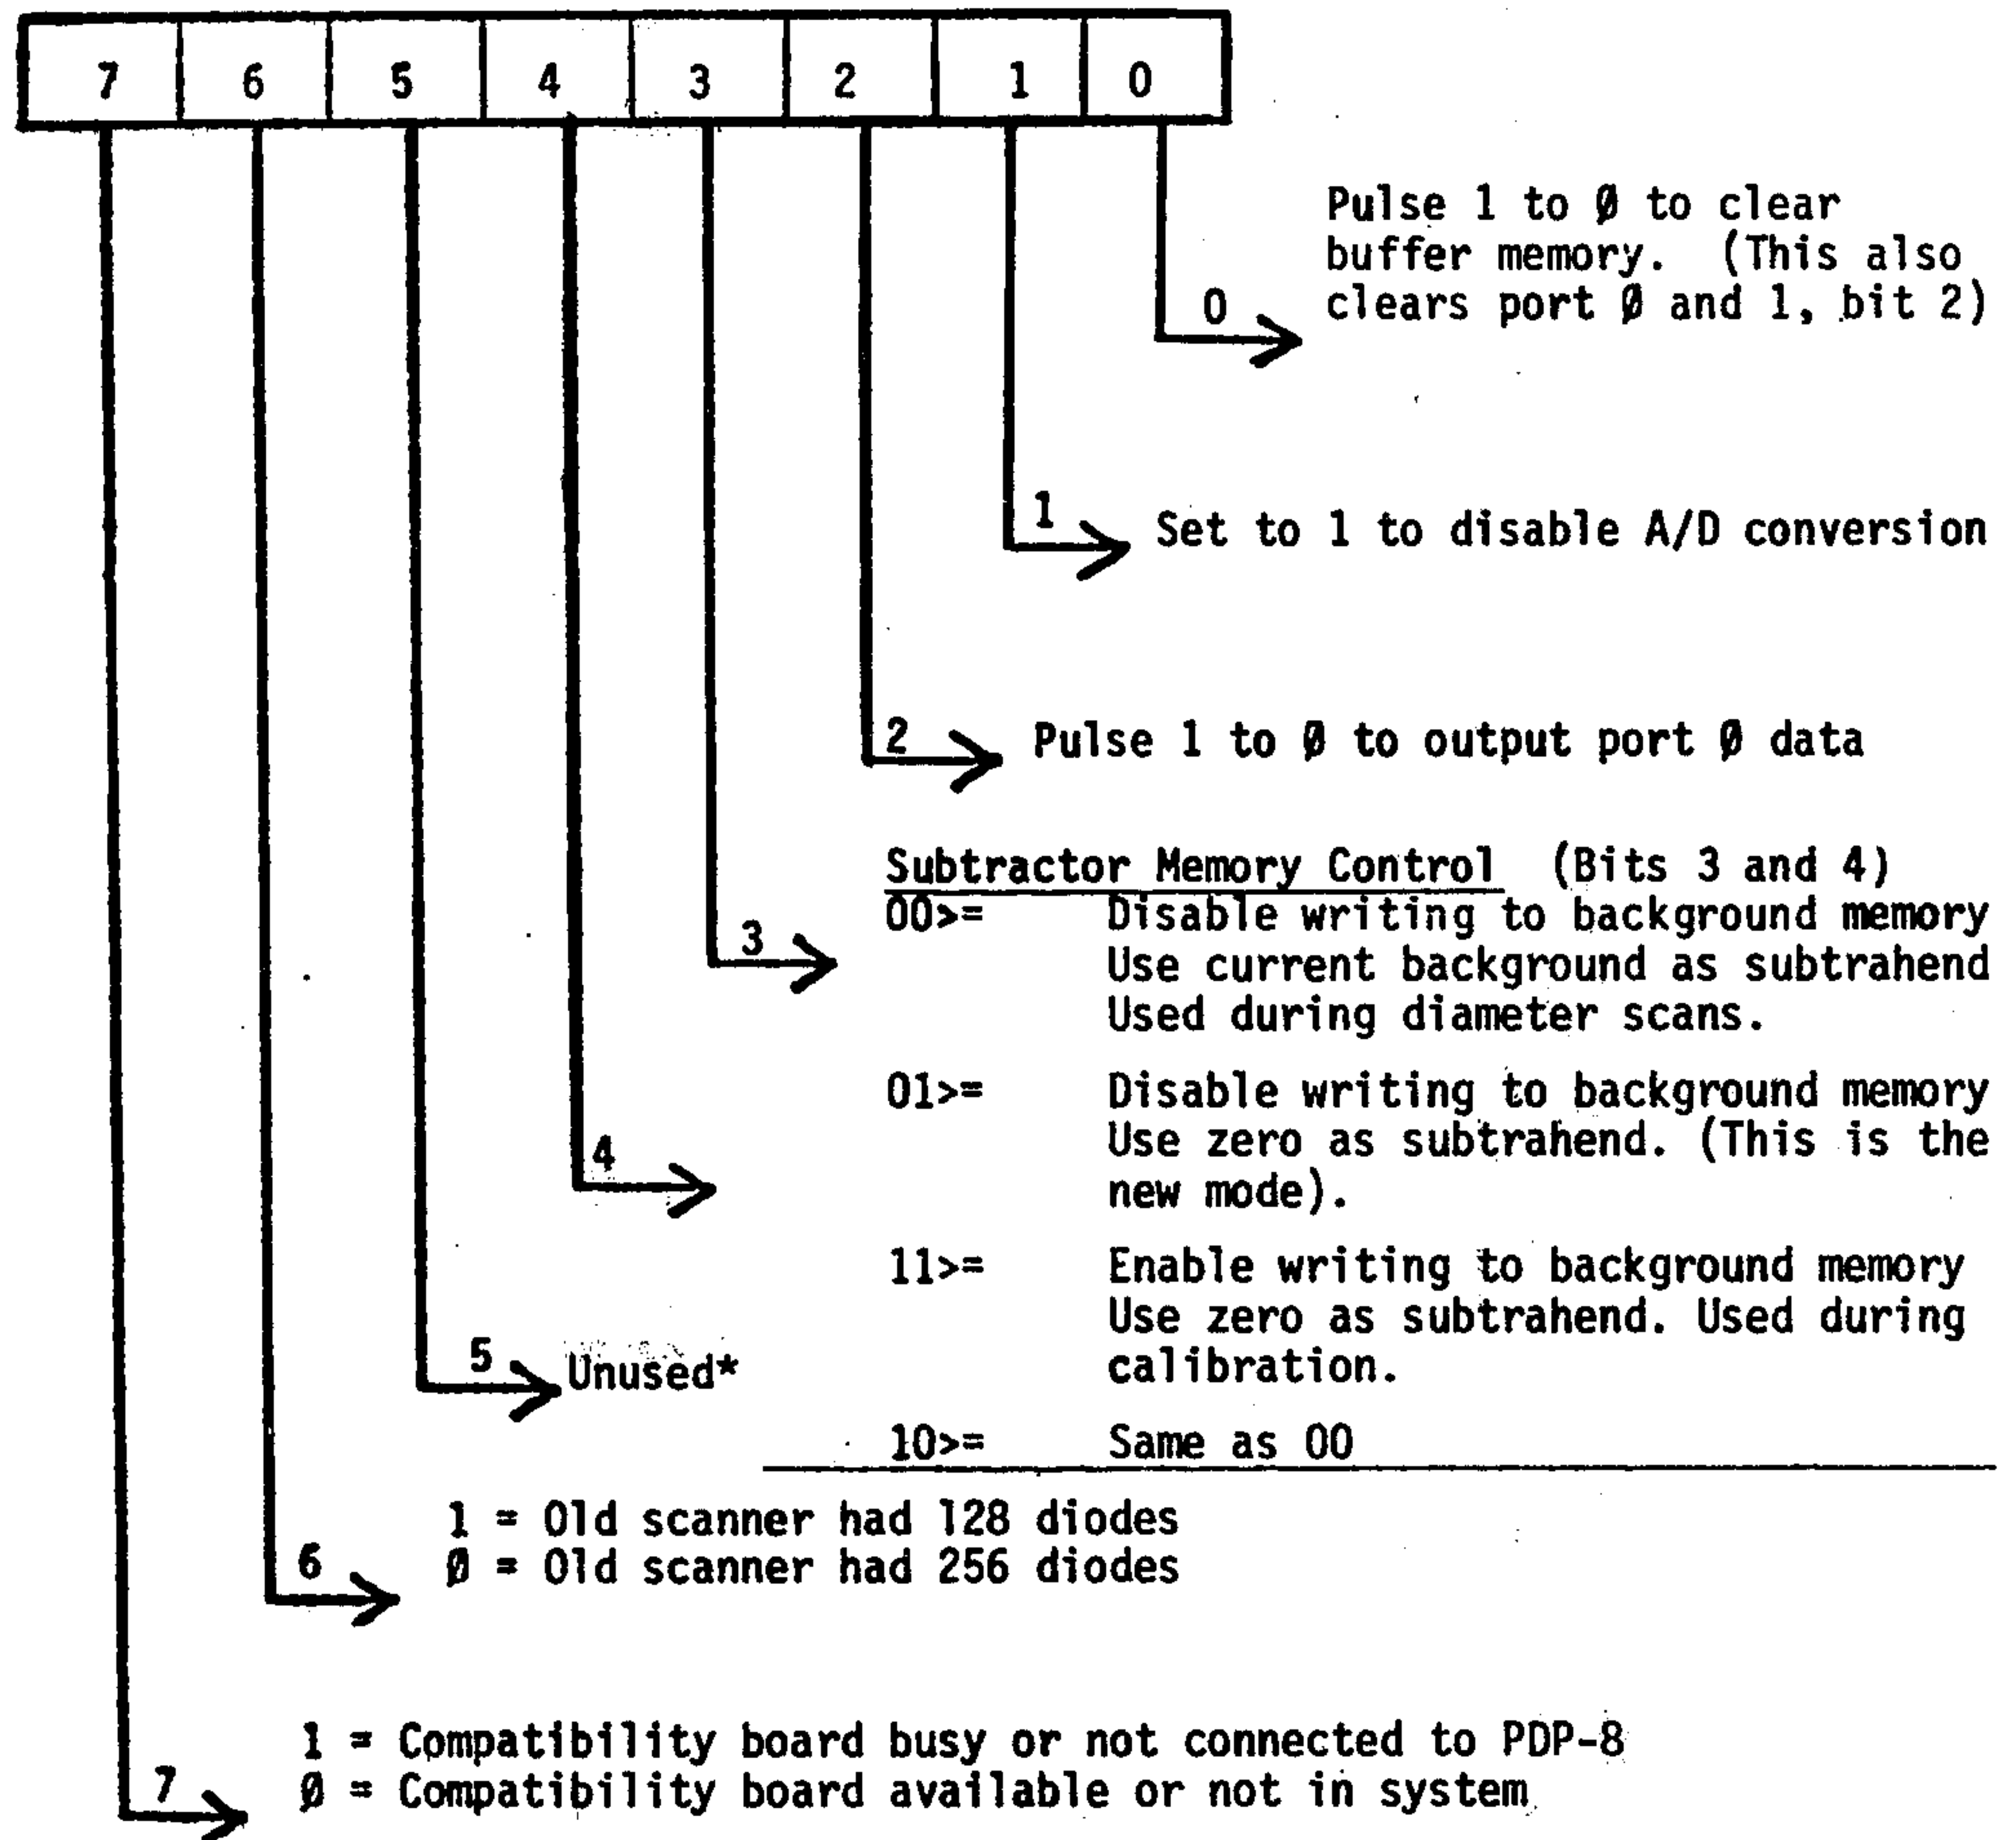 7 6 5 4 3 2 1 0
Pulse 1 to Ø to clear
buffer memory. (This also
clears port Ø and 1, bit 2)
0
1
Set to 1 to disable A/D conversion
2
Pulse 1 to Ø to output port Ø data
Subtractor Memory Control (Bits 3 and 4)
00>= Disable writing to background memory
3
Use current background as subtrahend
Used during diameter scans.
01>= Disable writing to background memory
4
Use zero as subtrahend. (This is the
new mode).
11>= Enable writing to background memory
Use zero as subtrahend. Used during
calibration.
5
Unused*
10>= Same as 00
1 = Old scanner had 128 diodes
6
Ø = Old scanner had 256 diodes
1 = Compatibility board busy or not connected to PDP-8
7
Ø = Compatibility board available or not in system